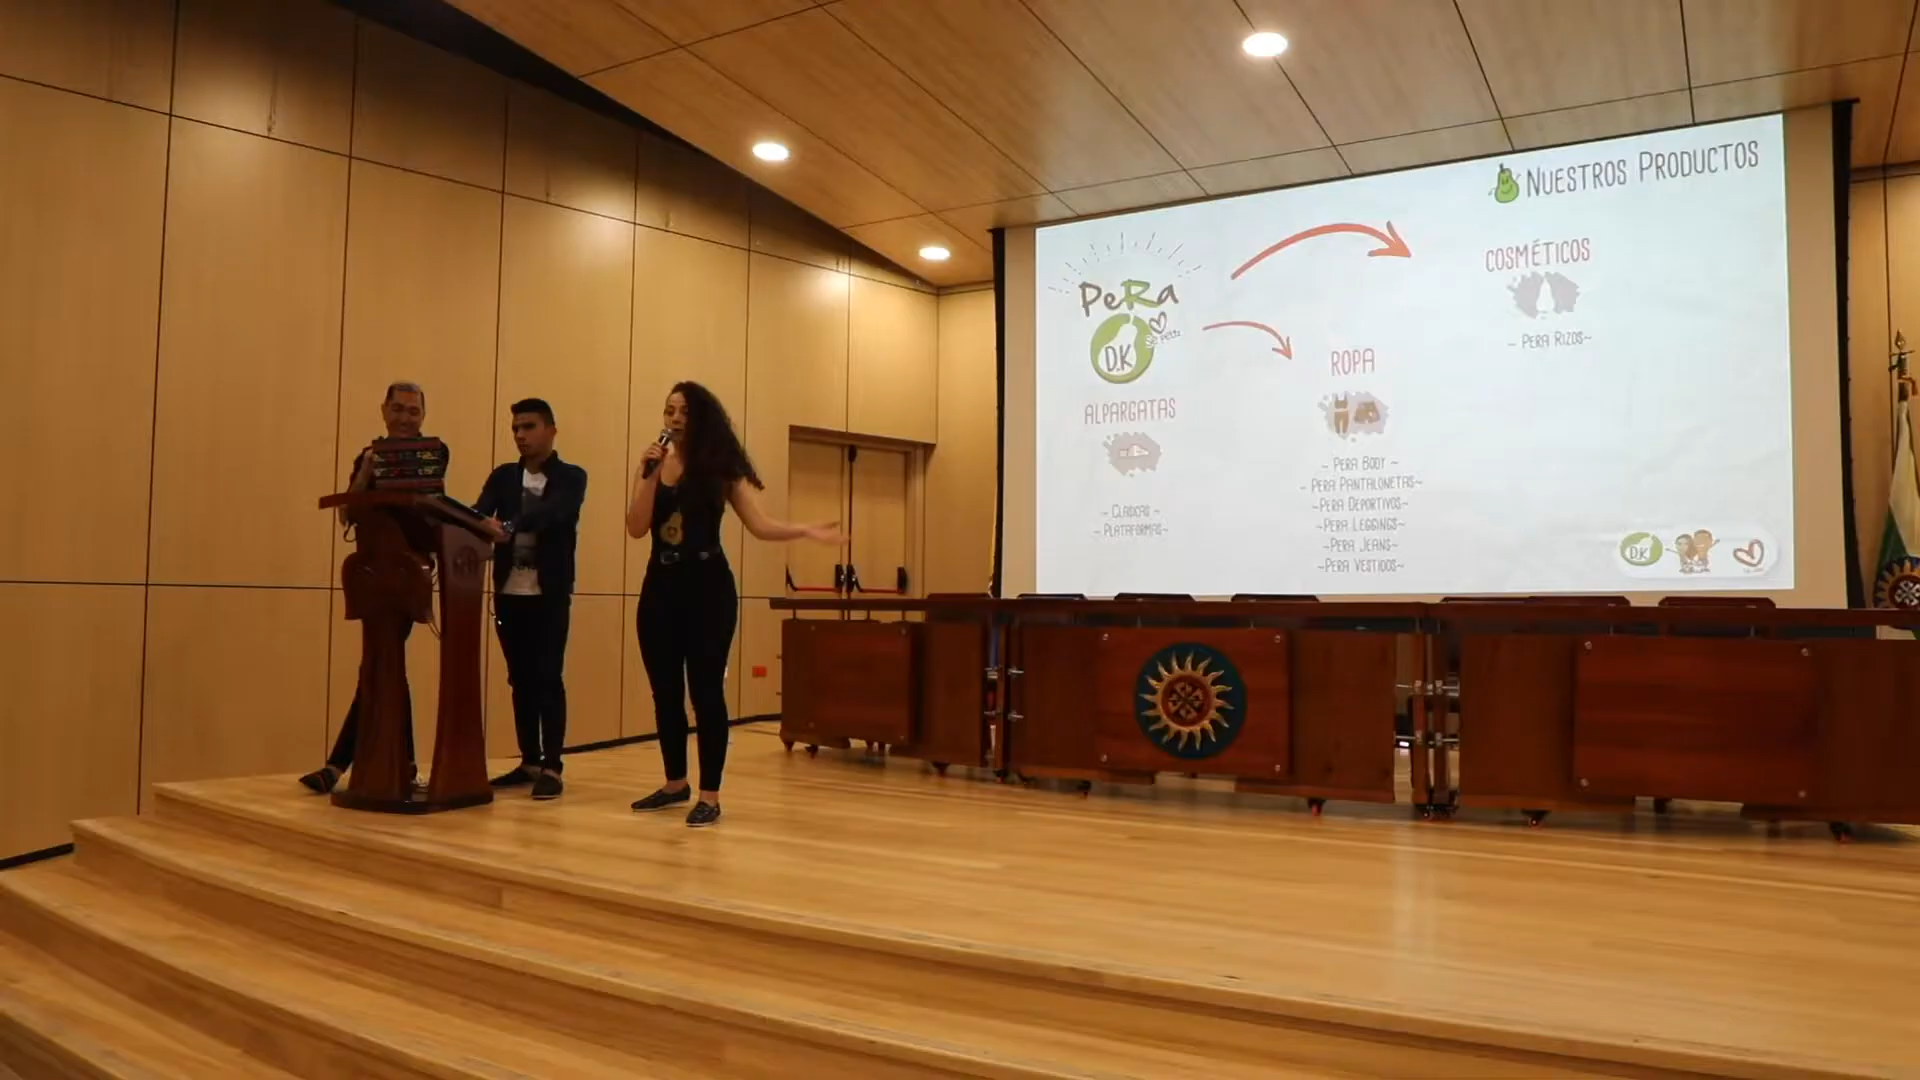 Nuestros Productos
PeRa
D.K
Alpargatas
~ Clasicas ~
~ Plataformas~
Ropa
~ Pera Body ~
~ Pera Pantalonetas~
~Pera Deportivos~
~Pera Leggings~
~Pera Jeans~
~Pera Vestidos~
Cosméticos
~ Pera Rizos~
D.K